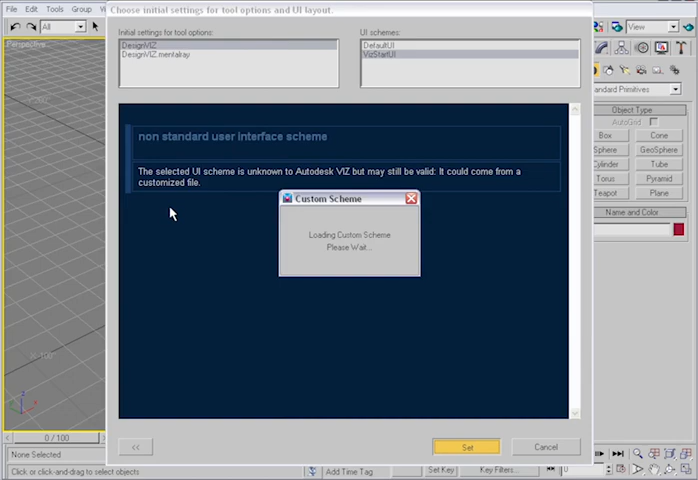 Choose initial settings for tool options and UI layout.
File Edit Tools Group
All
View
Perspective
Initial settings for tool options:
DesignVIZ
DesignVIZ.mentalray
UI schemes:
DefaultUI
VizStartUI
non standard user interface scheme
The selected UI scheme is unknown to Autodesk VIZ but may still be valid: It could come from a
customized file.
Custom Scheme
Loading Custom Scheme
Please Wait...
andard Primitives
Object Type
AutoGrid
Box Cone
Sphere GeoSphere
Cylinder Tube
Torus Pyramid
Teapot Plane
Name and Color
<< Set Cancel
0 / 100
None Selected
Click or click-and-drag to select objects
Add Time Tag
Set Key
Key Filters...
0